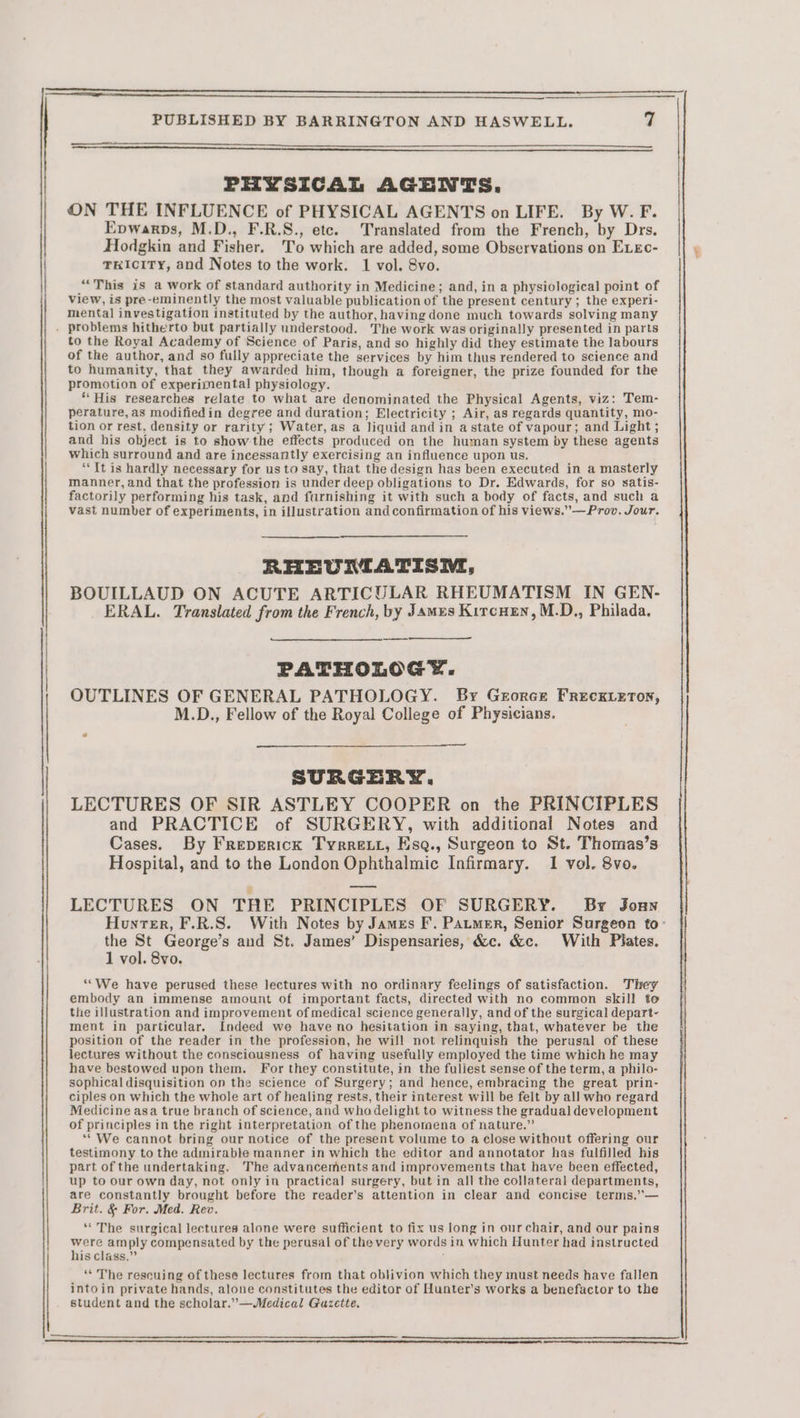 PUBLISHED BY BARRINGTON AND HASWELL. 7
PHYSICAL AGENTS.
ON THE INFLUENCE of PHYSICAL AGENTS on LIFE. By W. F.
EDWARDS, M.D., F.R.S., etc. Translated from the French, by Drs.
Hodgkin and Fisher. To which are added, some Observations on ELEC-
TRICITY, and Notes to the work. 1 vol. 8vo.
“This is a work of standard authority in Medicine; and, in a physiological point of
view, is pre-eminently the most valuable publication of the present century; the experi-
mental investigation instituted by the author, having done much towards solving many
problems hitherto but partially understood. The work was originally presented in parts
to the Royal Academy of Science of Paris, and so highly did they estimate the labours
of the author, and so fully appreciate the services by him thus rendered to science and
to humanity, that they awarded him, though a foreigner, the prize founded for the
promotion of experimental physiology.
“His researches relate to what are denominated the Physical Agents, viz: Tem-
perature, as modified in degree and duration; Electricity; Air, as regards quantity, mo-
tion or rest, density or rarity; Water, as a liquid and in a state of vapour; and Light;
and his object is to show the effects produced on the human system by these agents
which surround and are incessantly exercising an influence upon us.
“It is hardly necessary for us to say, that the design has been executed in a masterly
manner, and that the profession is under deep obligations to Dr. Edwards, for so satis-
factorily performing his task, and furnishing it with such a body of facts, and such a
vast number of experiments, in illustration and confirmation of his views.”—Prov. Jour.
RHEUMATISM,
BOUILLAUD ON ACUTE ARTICULAR RHEUMATISM IN GEN-
ERAL. Translated from the French, by JAMES KITCHEN, M.D., Philada.
PATHOLOGY.
OUTLINES OF GENERAL PATHOLOGY. BY GEORGE FRECKLETON,
M.D., Fellow of the Royal College of Physicians.
SURGERY.
LECTURES OF SIR ASTLEY COOPER on the PRINCIPLES
and PRACTICE of SURGERY, with additional Notes and
Cases. By FREDERICK TYRRELL, Esq., Surgeon to St. Thomas’s
Hospital, and to the London Ophthalmic Infirmary. 1 vol. 8vo.
LECTURES ON THE PRINCIPLES OF SURGERY. BY JOHN
HUNTER, F.R.S. With Notes by JAMES F. PALMER, Senior Surgeon to
the St George’s and St. James’ Dispensaries, &c. &c. With Plates.
1 vol. 8vo.
“We have perused these lectures with no ordinary feelings of satisfaction. They
embody an immense amount of important facts, directed with no common skill to
the illustration and improvement of medical science generally, and of the surgical depart-
ment in particular. Indeed we have no hesitation in saying, that, whatever be the
position of the reader in the profession, he will not relinquish the perusal of these
lectures without the consciousness of having usefully employed the time which he may
have bestowed upon them. For they constitute, in the fullest sense of the term, a philo-
sophical disquisition on the science of Surgery; and hence, embracing the great prin-
ciples on which the whole art of healing rests, their interest will be felt by all who regard
Medicine as a true branch of science, and who delight to witness the gradual development
of principles in the right interpretation of the phenomena of nature.”
“We cannot bring our notice of the present volume to a close without offering our
testimony to the admirable manner in which the editor and annotator has fulfilled his
part of the undertaking. The advancements and improvements that have been effected,
up to our own day, not only in practical surgery, but in all the collateral departments,
are constantly brought before the reader’s attention in clear and concise terms.”—
Brit. & For. Med. Rev.
“The surgical lectures alone were sufficient to fix us long in our chair, and our pains
were amply compensated by the perusal of the very words in which Hunter had instructed
his class.”
“The rescuing of these lectures from that oblivion which they must needs have fallen
into in private hands, alone constitutes the editor of Hunter’s works a benefactor to the
student and the scholar.”—Medical Gazette.